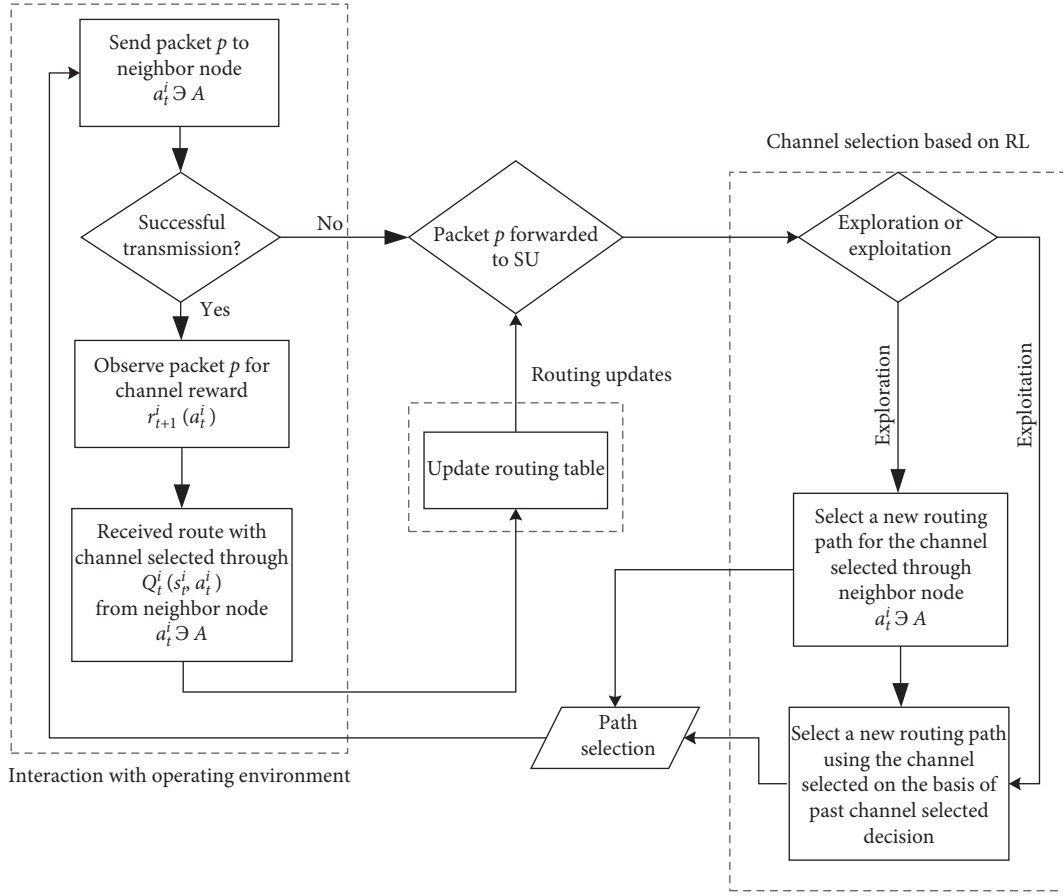 Send packet p to
neighbor node
a_t^i ∋ A
Successful
transmission?
No
Yes
Observe packet p for
channel reward
r_{t+1}^i (a_t^i)
Received route with
channel selected through
Q_t^i (s_t^i, a_t^i)
from neighbor node
a_t^i ∋ A
Interaction with operating environment
Packet p forwarded
to SU
Routing updates
Update routing table
Path
selection
Channel selection based on RL
Exploration or
exploitation
Exploration
Exploitation
Select a new routing
path for the channel
selected through
neighbor node
a_t^i ∋ A
Select a new routing path
using the channel
selected on the basis of
past channel selected
decision